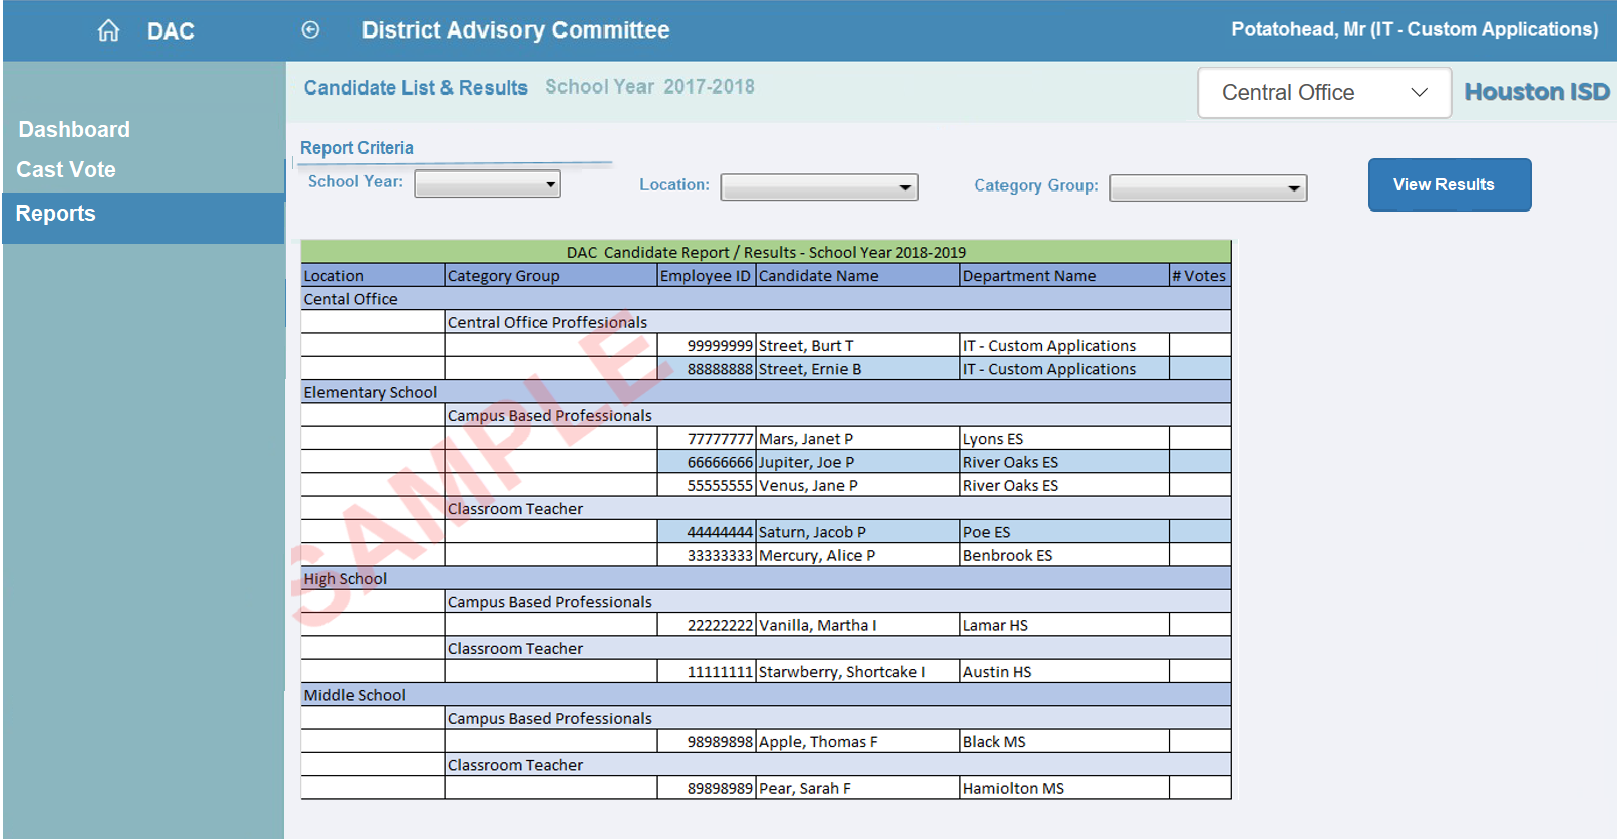 DAC
District Advisory Committee
Potatohead, Mr (IT - Custom Applications)
Candidate List & Results School Year 2017-2018
Central Office
Houston ISD
Dashboard
Cast Vote
Reports
Report Criteria
School Year:
Location:
Category Group:
View Results
DAC Candidate Report / Results - School Year 2018-2019
Location Category Group Employee ID Candidate Name Department Name # Votes
Cental Office
Central Office Proffesionals
99999999 Street, Burt T IT - Custom Applications
88888888 Street, Ernie B IT - Custom Applications
Elementary School
Campus Based Professionals
77777777 Mars, Janet P Lyons ES
66666666 Jupiter, Joe P River Oaks ES
55555555 Venus, Jane P River Oaks ES
Classroom Teacher
44444444 Saturn, Jacob P Poe ES
33333333 Mercury, Alice P Benbrook ES
High School
Campus Based Professionals
22222222 Vanilla, Martha I Lamar HS
Classroom Teacher
11111111 Starwberry, Shortcake I Austin HS
Middle School
Campus Based Professionals
98989898 Apple, Thomas F Black MS
Classroom Teacher
89898989 Pear, Sarah F Hamiolton MS
SAMPLE